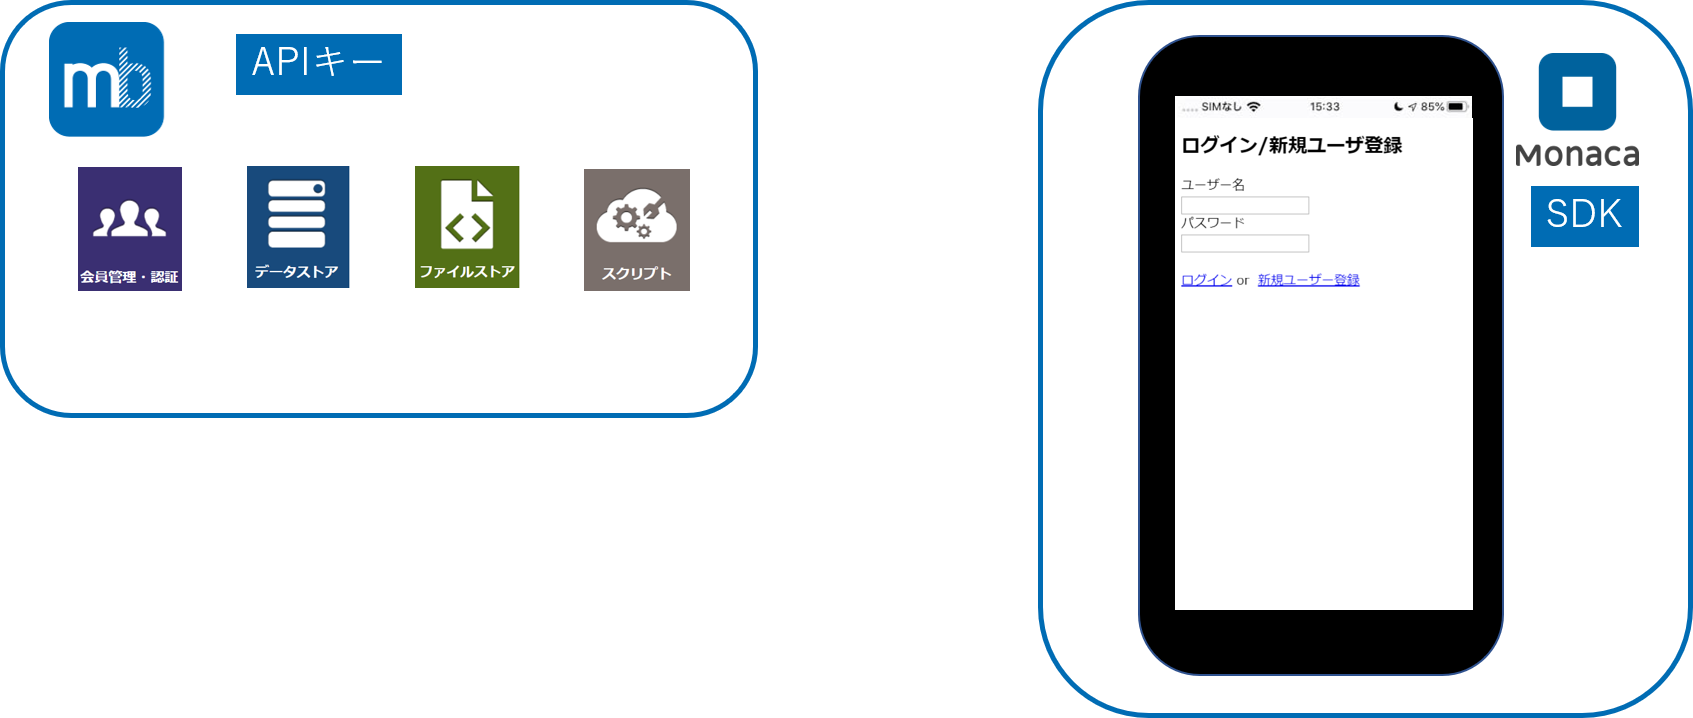 mb
APIキー
会員管理・認証
データストア
ファイルストア
スクリプト
SIMなし 15:33 85%
ログイン/新規ユーザ登録
ユーザー名
パスワード
ログイン or 新規ユーザー登録
Monaca
SDK